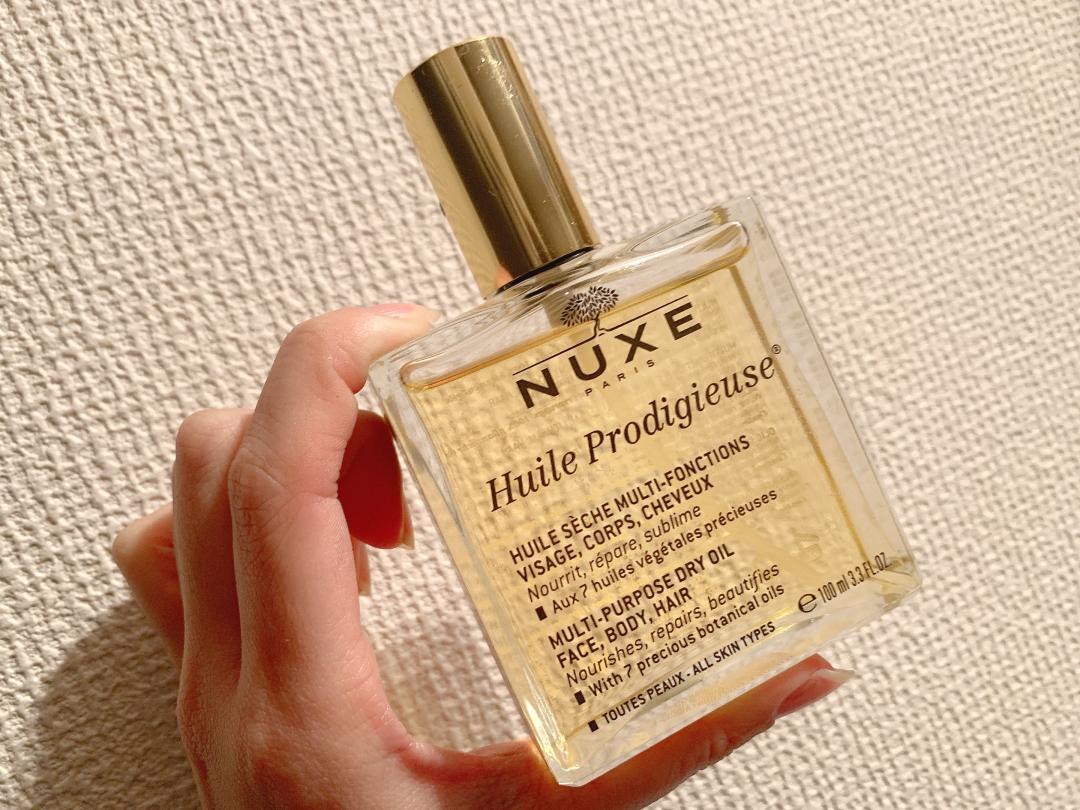 NUXE
PARIS
Huile Prodigieuse®
HUILE SÈCHE MULTI-FONCTIONS
VISAGE, CORPS, CHEVEUX
Nourrit, répare, sublime
■ Aux 7 huiles végétales précieuses
MULTI-PURPOSE DRY OIL
FACE, BODY, HAIR
Nourishes, repairs, beautifies
■ With 7 precious botanical oils
■ TOUTES PEAUX - ALL SKIN TYPES
℮ 100 ml 3.3 FL.OZ.